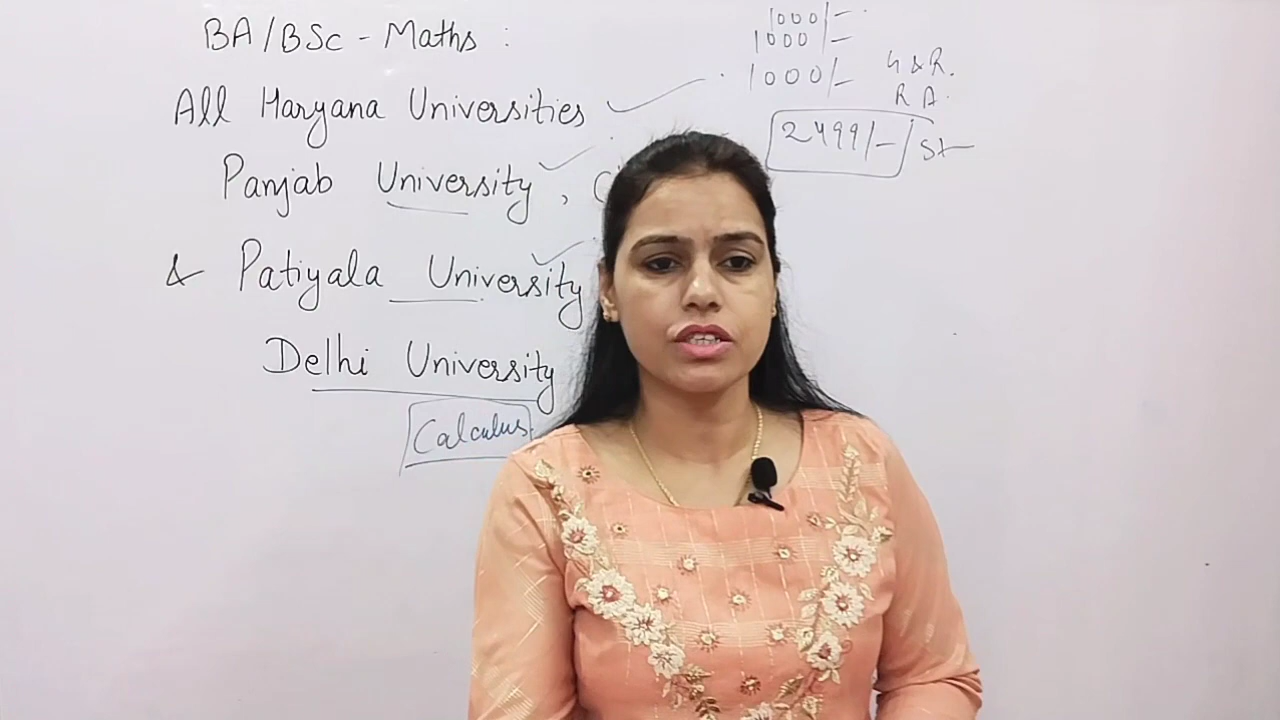 BA/BSc - Maths :
All Haryana Universities
Panjab University, C
& Patiyala University
Delhi University
Calculus
1000/-
1000/-
1000/-
G & R.
R A.
2499/-